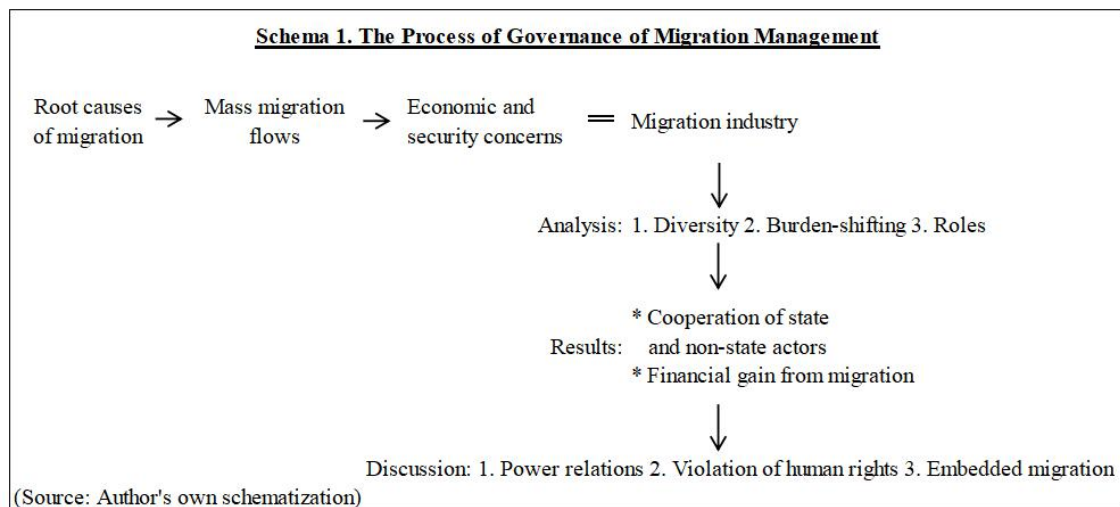 Schema 1. The Process of Governance of Migration Management
Root causes
of migration
Mass migration
flows
Economic and
security concerns
Migration industry
Analysis: 1. Diversity 2. Burden-shifting 3. Roles
* Cooperation of state
Results: and non-state actors
* Financial gain from migration
Discussion: 1. Power relations 2. Violation of human rights 3. Embedded migration
(Source: Author's own schematization)